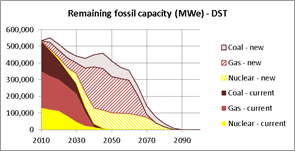 Remaining fossil capacity (MWe) - DST
600,000
500,000
400,000
300,000
200,000
100,000
0
2010 2030 2050 2070 2090
Coal - new
Gas - new
Nuclear - new
Coal - current
Gas - current
Nuclear - current